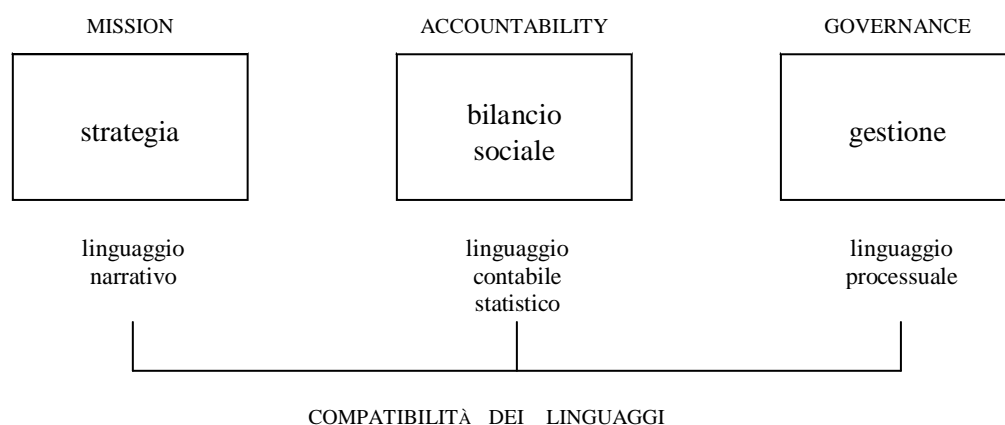 MISSION
ACCOUNTABILITY
GOVERNANCE
strategia
bilancio
sociale
gestione
linguaggio
narrativo
linguaggio
contabile
statistico
linguaggio
processuale
COMPATIBILITÀ DEI LINGUAGGI